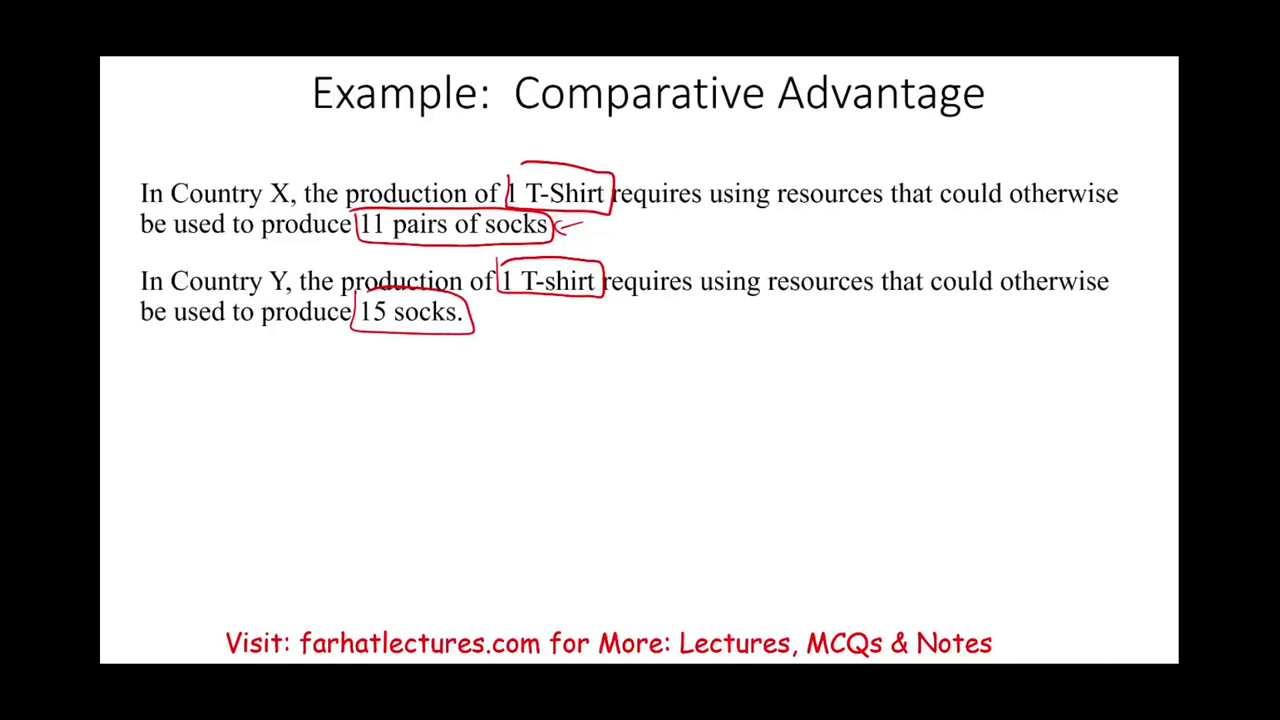 Example: Comparative Advantage
In Country X, the production of 1 T-Shirt requires using resources that could otherwise
be used to produce 11 pairs of socks
In Country Y, the production of 1 T-shirt requires using resources that could otherwise
be used to produce 15 socks.
Visit: farhatlectures.com for More: Lectures, MCQs & Notes